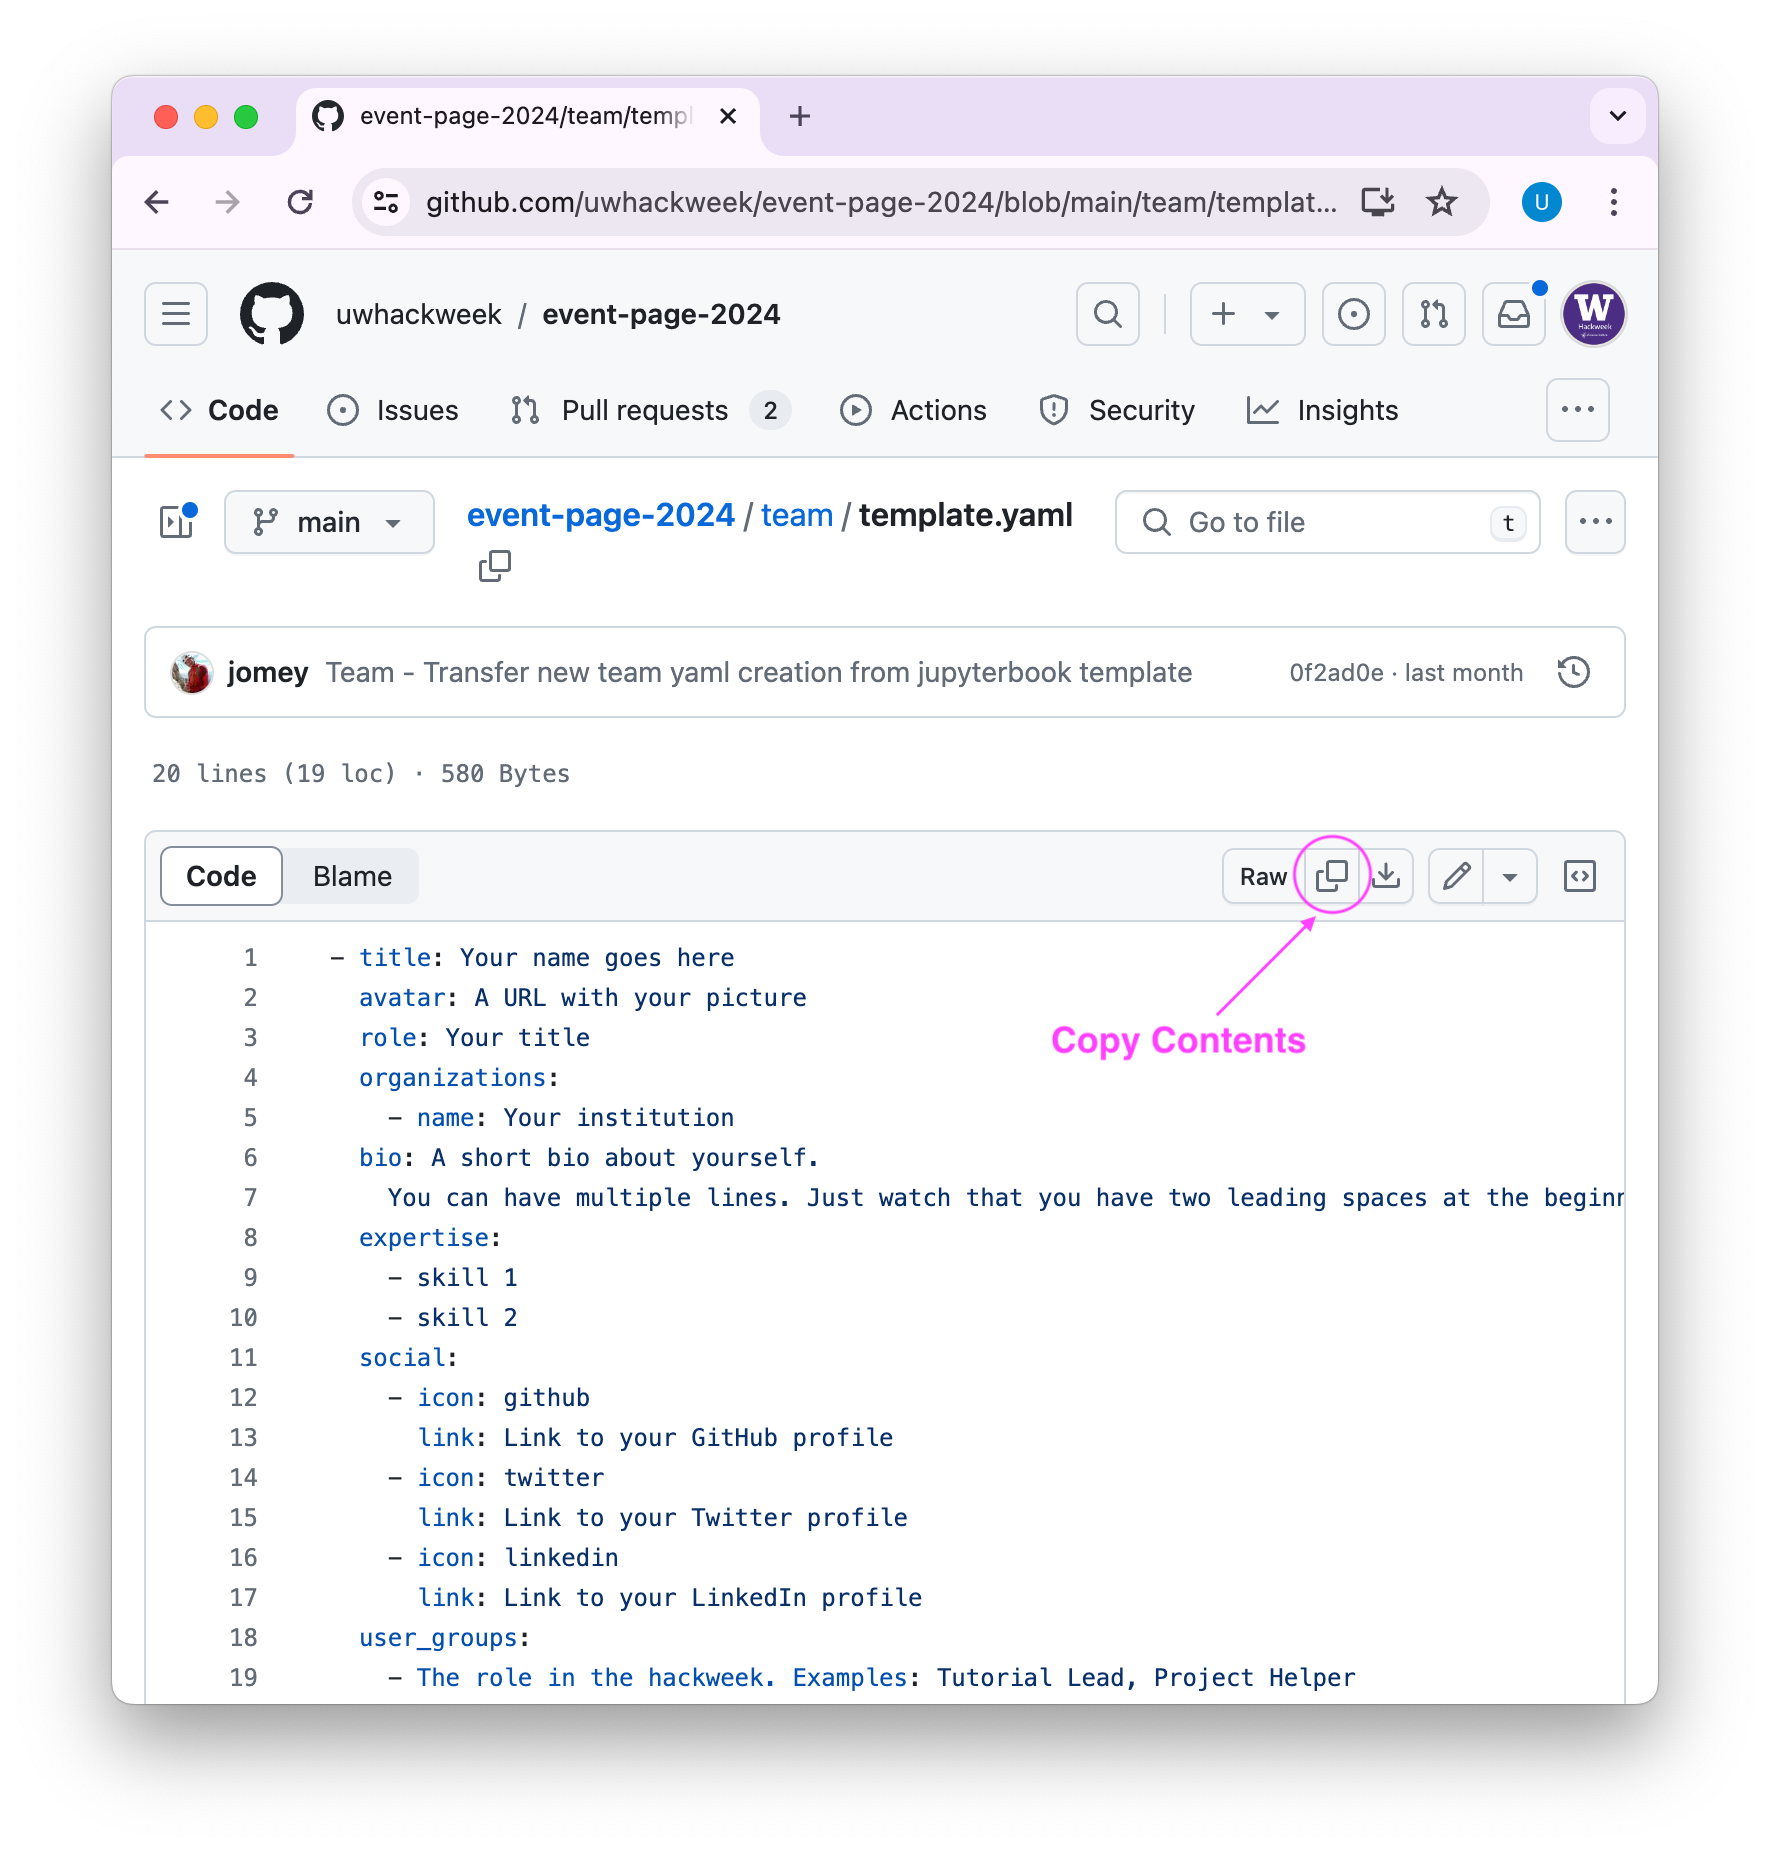 event-page-2024/team/templ
github.com/uwhackweek/event-page-2024/blob/main/team/templat...
U
uwhackweek / event-page-2024
W
Hackweek
Code Issues Pull requests 2 Actions Security Insights
main
event-page-2024 / team / template.yaml
Go to file
t
jomey Team - Transfer new team yaml creation from jupyterbook template 0f2ad0e · last month
20 lines (19 loc) · 580 Bytes
Code Blame Raw
Copy Contents
1 - title: Your name goes here
2 avatar: A URL with your picture
3 role: Your title
4 organizations:
5 - name: Your institution
6 bio: A short bio about yourself.
7 You can have multiple lines. Just watch that you have two leading spaces at the beginn
8 expertise:
9 - skill 1
10 - skill 2
11 social:
12 - icon: github
13 link: Link to your GitHub profile
14 - icon: twitter
15 link: Link to your Twitter profile
16 - icon: linkedin
17 link: Link to your LinkedIn profile
18 user_groups:
19 - The role in the hackweek. Examples: Tutorial Lead, Project Helper